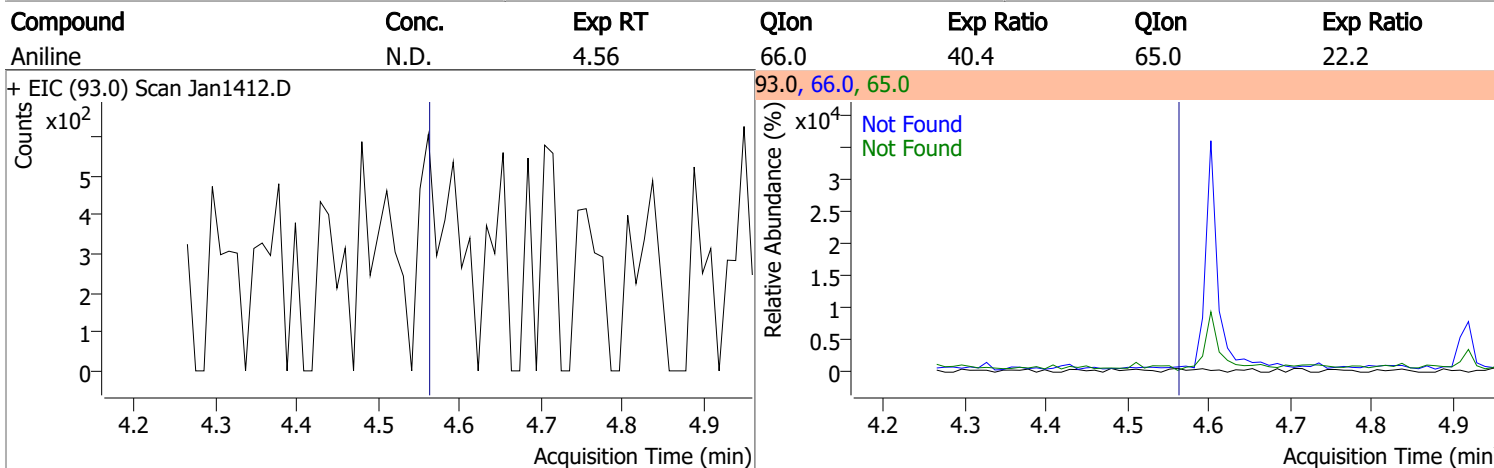 Compound Conc. Exp RT QIon Exp Ratio QIon Exp Ratio
Aniline N.D. 4.56 66.0 40.4 65.0 22.2
+ EIC (93.0) Scan Jan1412.D
93.0, 66.0, 65.0
Counts
x10²
5
4
3
2
1
0
4.2 4.3 4.4 4.5 4.6 4.7 4.8 4.9
Acquisition Time (min)
Relative Abundance (%)
x10⁴
Not Found
Not Found
3
2.5
2
1.5
1
0.5
0
4.2 4.3 4.4 4.5 4.6 4.7 4.8 4.9
Acquisition Time (min